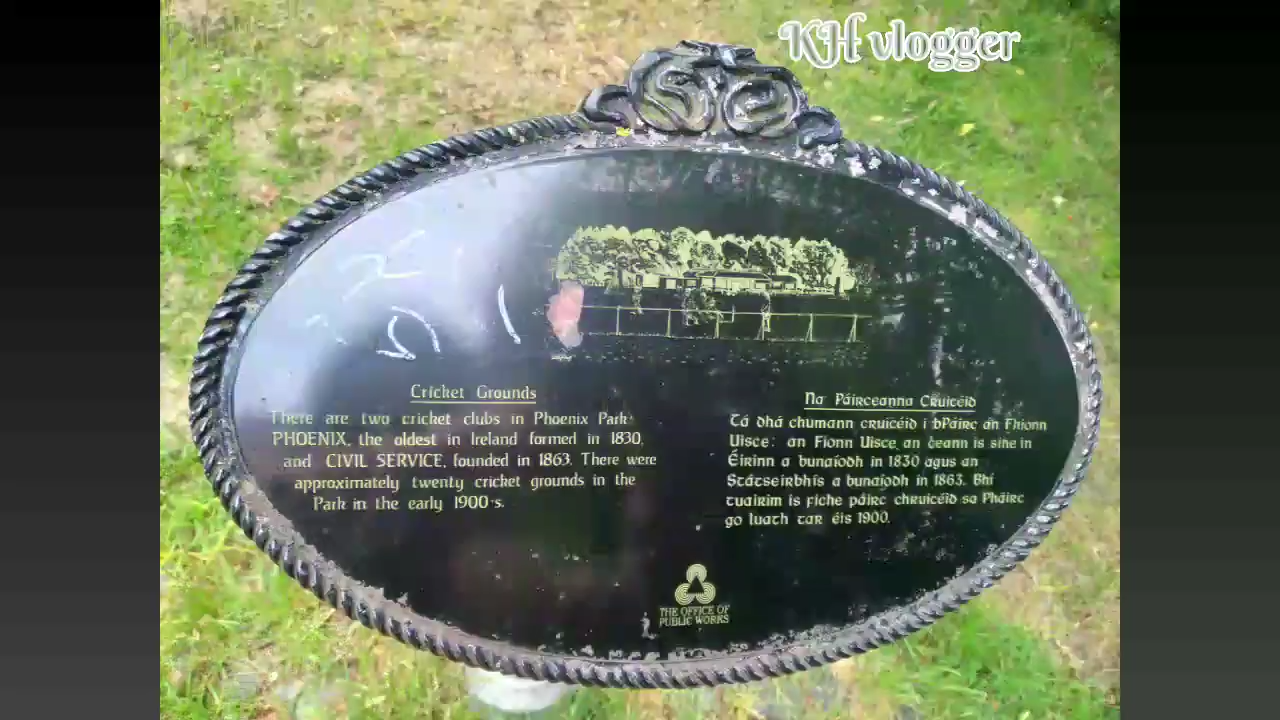 KH vlogger
Cricket Grounds
There are two cricket clubs in Phoenix Park:
PHOENIX, the oldest in Ireland formed in 1830,
and CIVIL SERVICE, founded in 1863. There were
approximately twenty cricket grounds in the
Park in the early 1900's.
Na Páirceanna Cruicéid
Tá dhá chumann cruicéid i bPáirc an Fhionn
Uisce: an Fionn Uisce an ceann is sine in
Éirinn a bunaíodh in 1830 agus an
Státseirbhís a bunaíodh in 1863. Bhí
tuairim is fiche páirc chruicéid sa Pháirc
go luath tar éis 1900.
THE OFFICE OF
PUBLIC WORKS